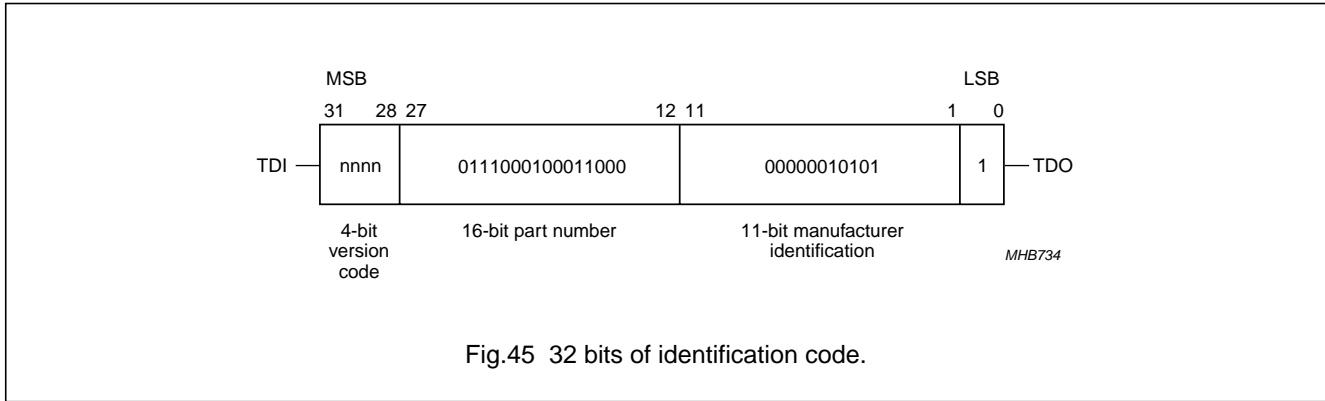 MSB LSB
31 28 27 12 11 1 0
TDI nnnn 0111000100011000 00000010101 1 TDO
4-bit version code
16-bit part number
11-bit manufacturer identification
MHB734
Fig.45 32 bits of identification code.